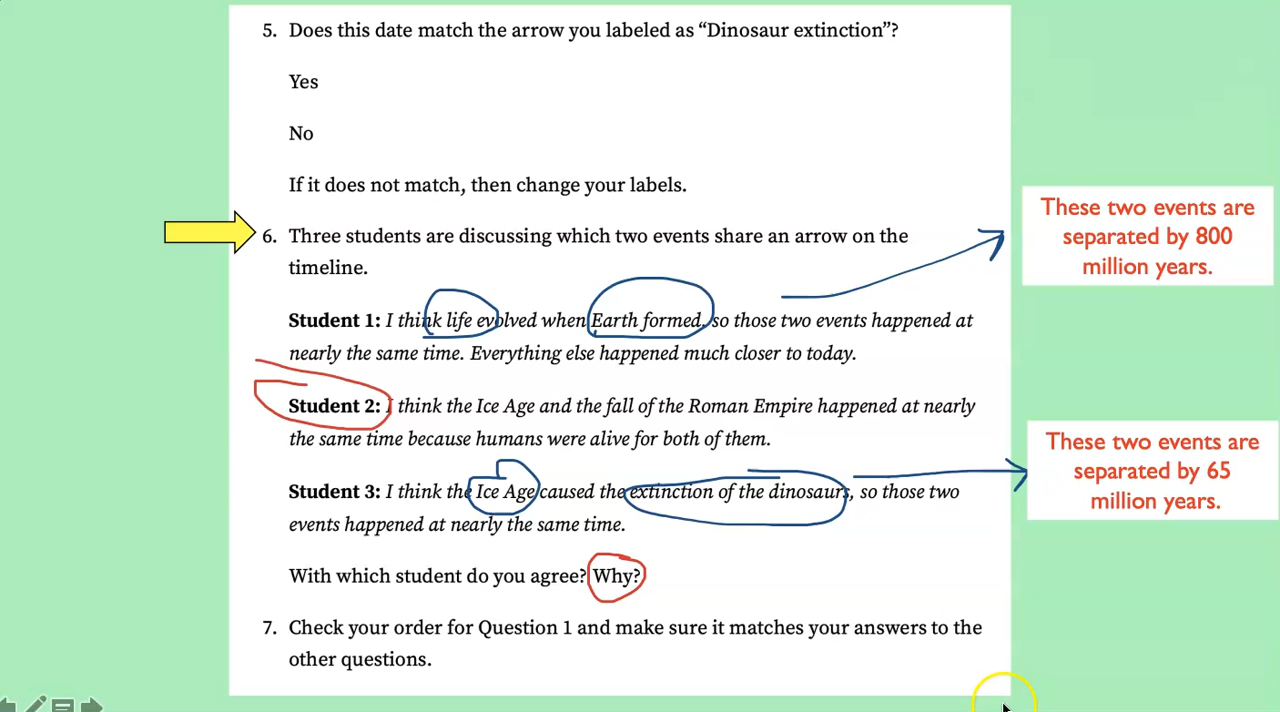 5. Does this date match the arrow you labeled as “Dinosaur extinction”?
Yes
No
If it does not match, then change your labels.
6. Three students are discussing which two events share an arrow on the
timeline.
Student 1: I think life evolved when Earth formed, so those two events happened at
nearly the same time. Everything else happened much closer to today.
Student 2: I think the Ice Age and the fall of the Roman Empire happened at nearly
the same time because humans were alive for both of them.
Student 3: I think the Ice Age caused the extinction of the dinosaurs, so those two
events happened at nearly the same time.
With which student do you agree? Why?
7. Check your order for Question 1 and make sure it matches your answers to the
other questions.
These two events are
separated by 800
million years.
These two events are
separated by 65
million years.